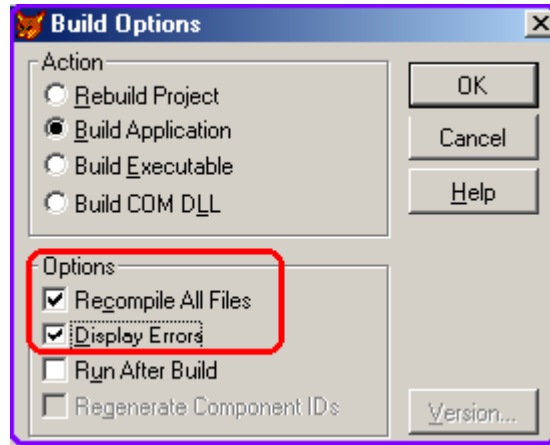 Build Options
Action
Rebuild Project
Build Application
Build Executable
Build COM DLL
OK
Cancel
Help
Options
Recompile All Files
Display Errors
Run After Build
Regenerate Component IDs
Version...